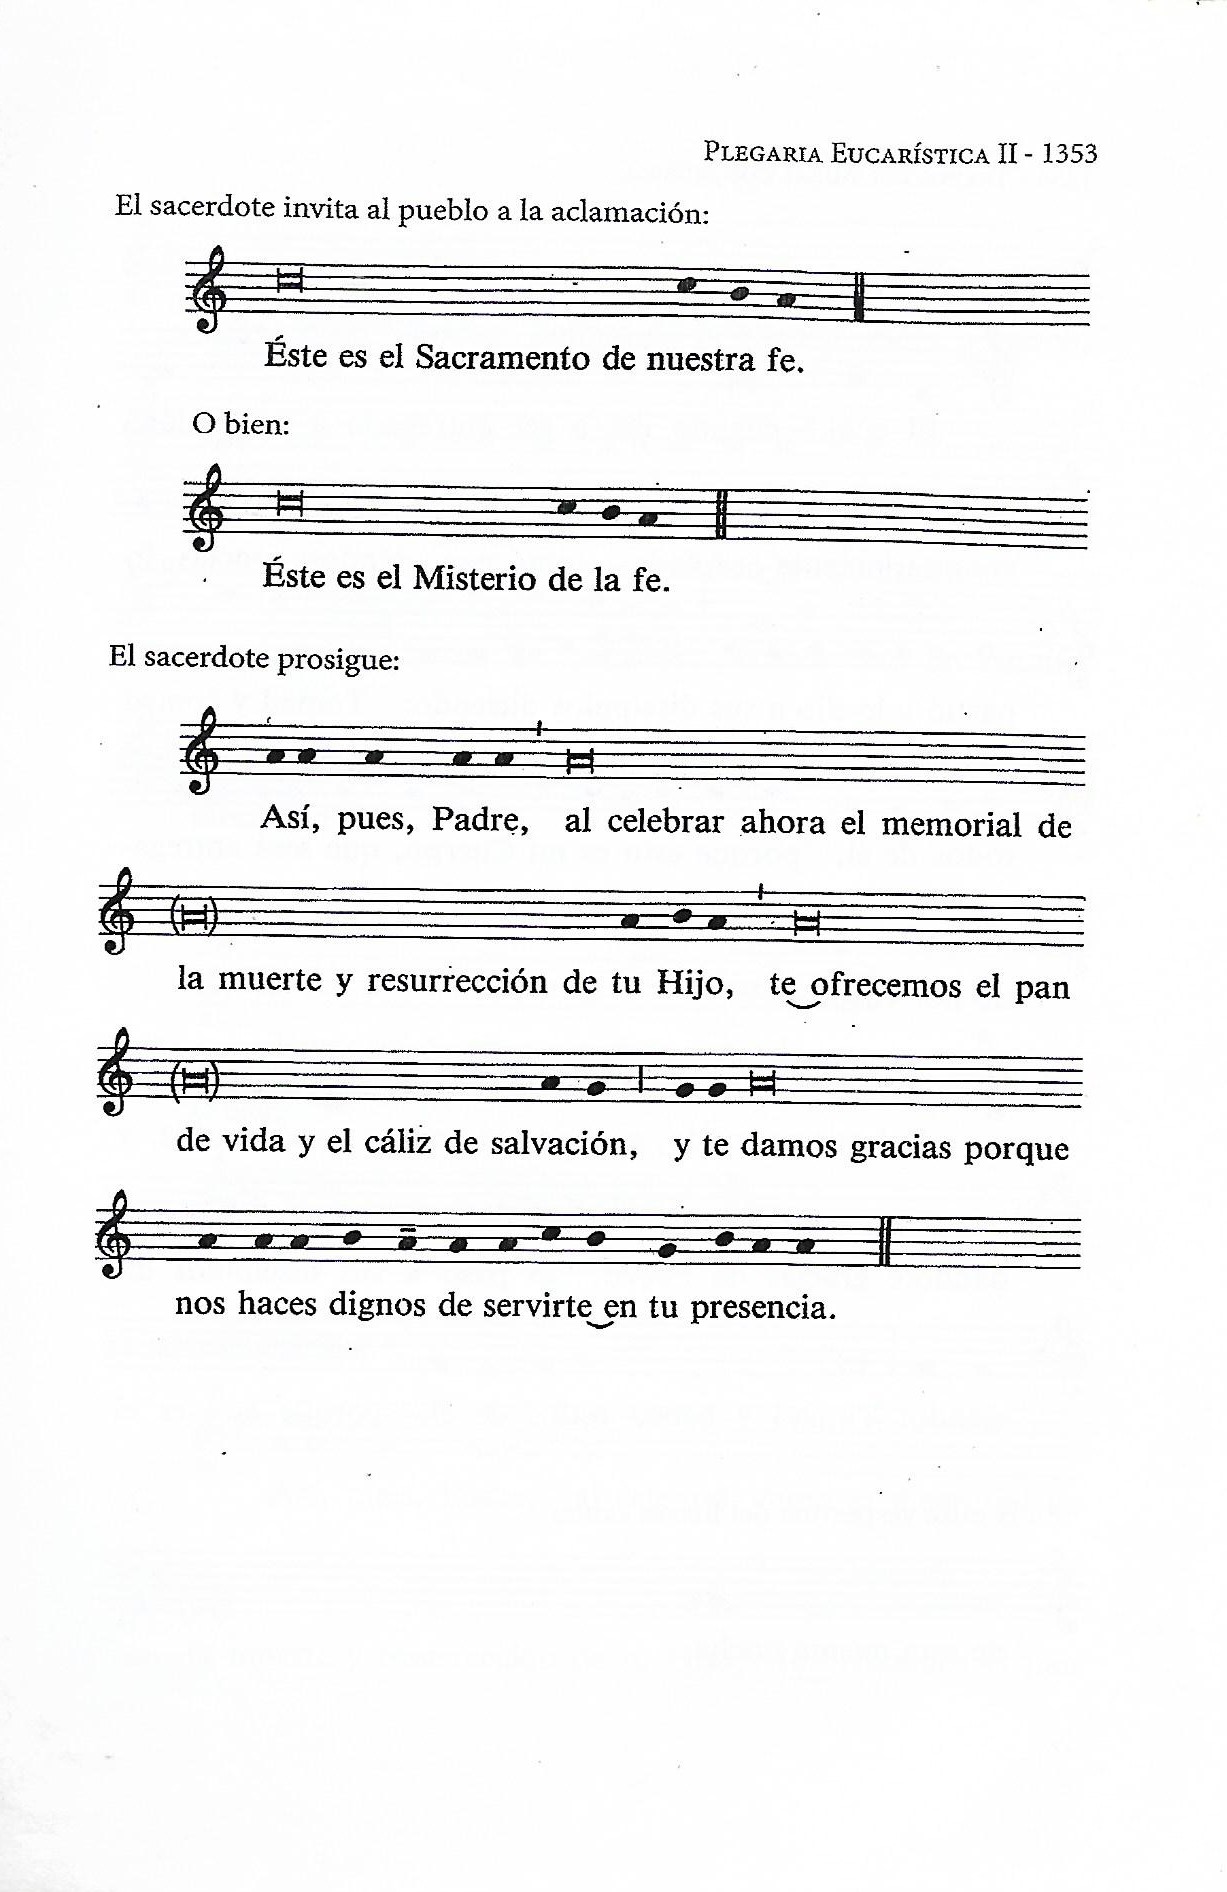 PLEGARIA EUCARÍSTICA II - 1353
El sacerdote invita al pueblo a la aclamación:
Éste es el Sacramento de nuestra fe.
O bien:
Éste es el Misterio de la fe.
El sacerdote prosigue:
Así, pues, Padre, al celebrar ahora el memorial de
la muerte y resurrección de tu Hijo, te ofrecemos el pan
de vida y el cáliz de salvación, y te damos gracias porque
nos haces dignos de servirte en tu presencia.